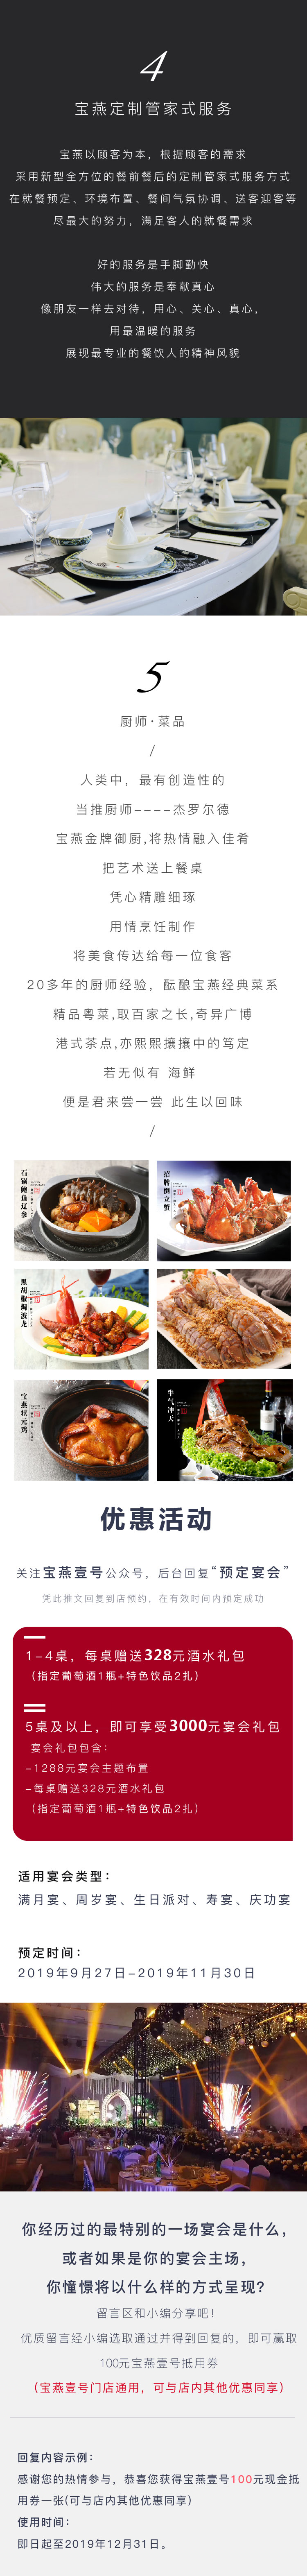 4
宝燕定制管家式服务
宝燕以顾客为本，根据顾客的需求
采用新型全方位的餐前餐后的定制管家式服务方式
在就餐预定、环境布置、餐间气氛协调、送客迎客等
尽最大的努力，满足客人的就餐需求
好的服务是手脚勤快
伟大的服务是奉献真心
像朋友一样去对待，用心、关心、真心，
用最温暖的服务
展现最专业的餐饮人的精神风貌
5
厨师·菜品
/
人类中，最有创造性的
当推厨师----杰罗尔德
宝燕金牌御厨,将热情融入佳肴
把艺术送上餐桌
凭心精雕细琢
用情烹饪制作
将美食传达给每一位食客
20多年的厨师经验，酝酿宝燕经典菜系
精品粤菜,取百家之长,奇异广博
港式茶点,亦熙熙攘攘中的笃定
若无似有 海鲜
便是君来尝一尝 此生以回味
/
石锅鲍鱼辽参
招牌倒立蟹
黑胡椒焗波龙
宝燕状元鸡
牛气冲天
优惠活动
关注宝燕壹号公众号，后台回复“预定宴会”
凭此推文回复到店预约，在有效时间内预定成功
1-4桌，每桌赠送328元酒水礼包
（指定葡萄酒1瓶+特色饮品2扎）
5桌及以上，即可享受3000元宴会礼包
宴会礼包包含：
-1288元宴会主题布置
-每桌赠送328元酒水礼包
（指定葡萄酒1瓶+特色饮品2扎）
适用宴会类型：
满月宴、周岁宴、生日派对、寿宴、庆功宴
预定时间：
2019年9月27日-2019年11月30日
你经历过的最特别的一场宴会是什么，
或者如果是你的宴会主场，
你憧憬将以什么样的方式呈现？
留言区和小编分享吧！
优质留言经小编选取通过并得到回复的，即可赢取
100元宝燕壹号抵用券
（宝燕壹号门店通用，可与店内其他优惠同享）
回复内容示例：
感谢您的热情参与，恭喜您获得宝燕壹号100元现金抵
用券一张(可与店内其他优惠同享)
使用时间：
即日起至2019年12月31日。